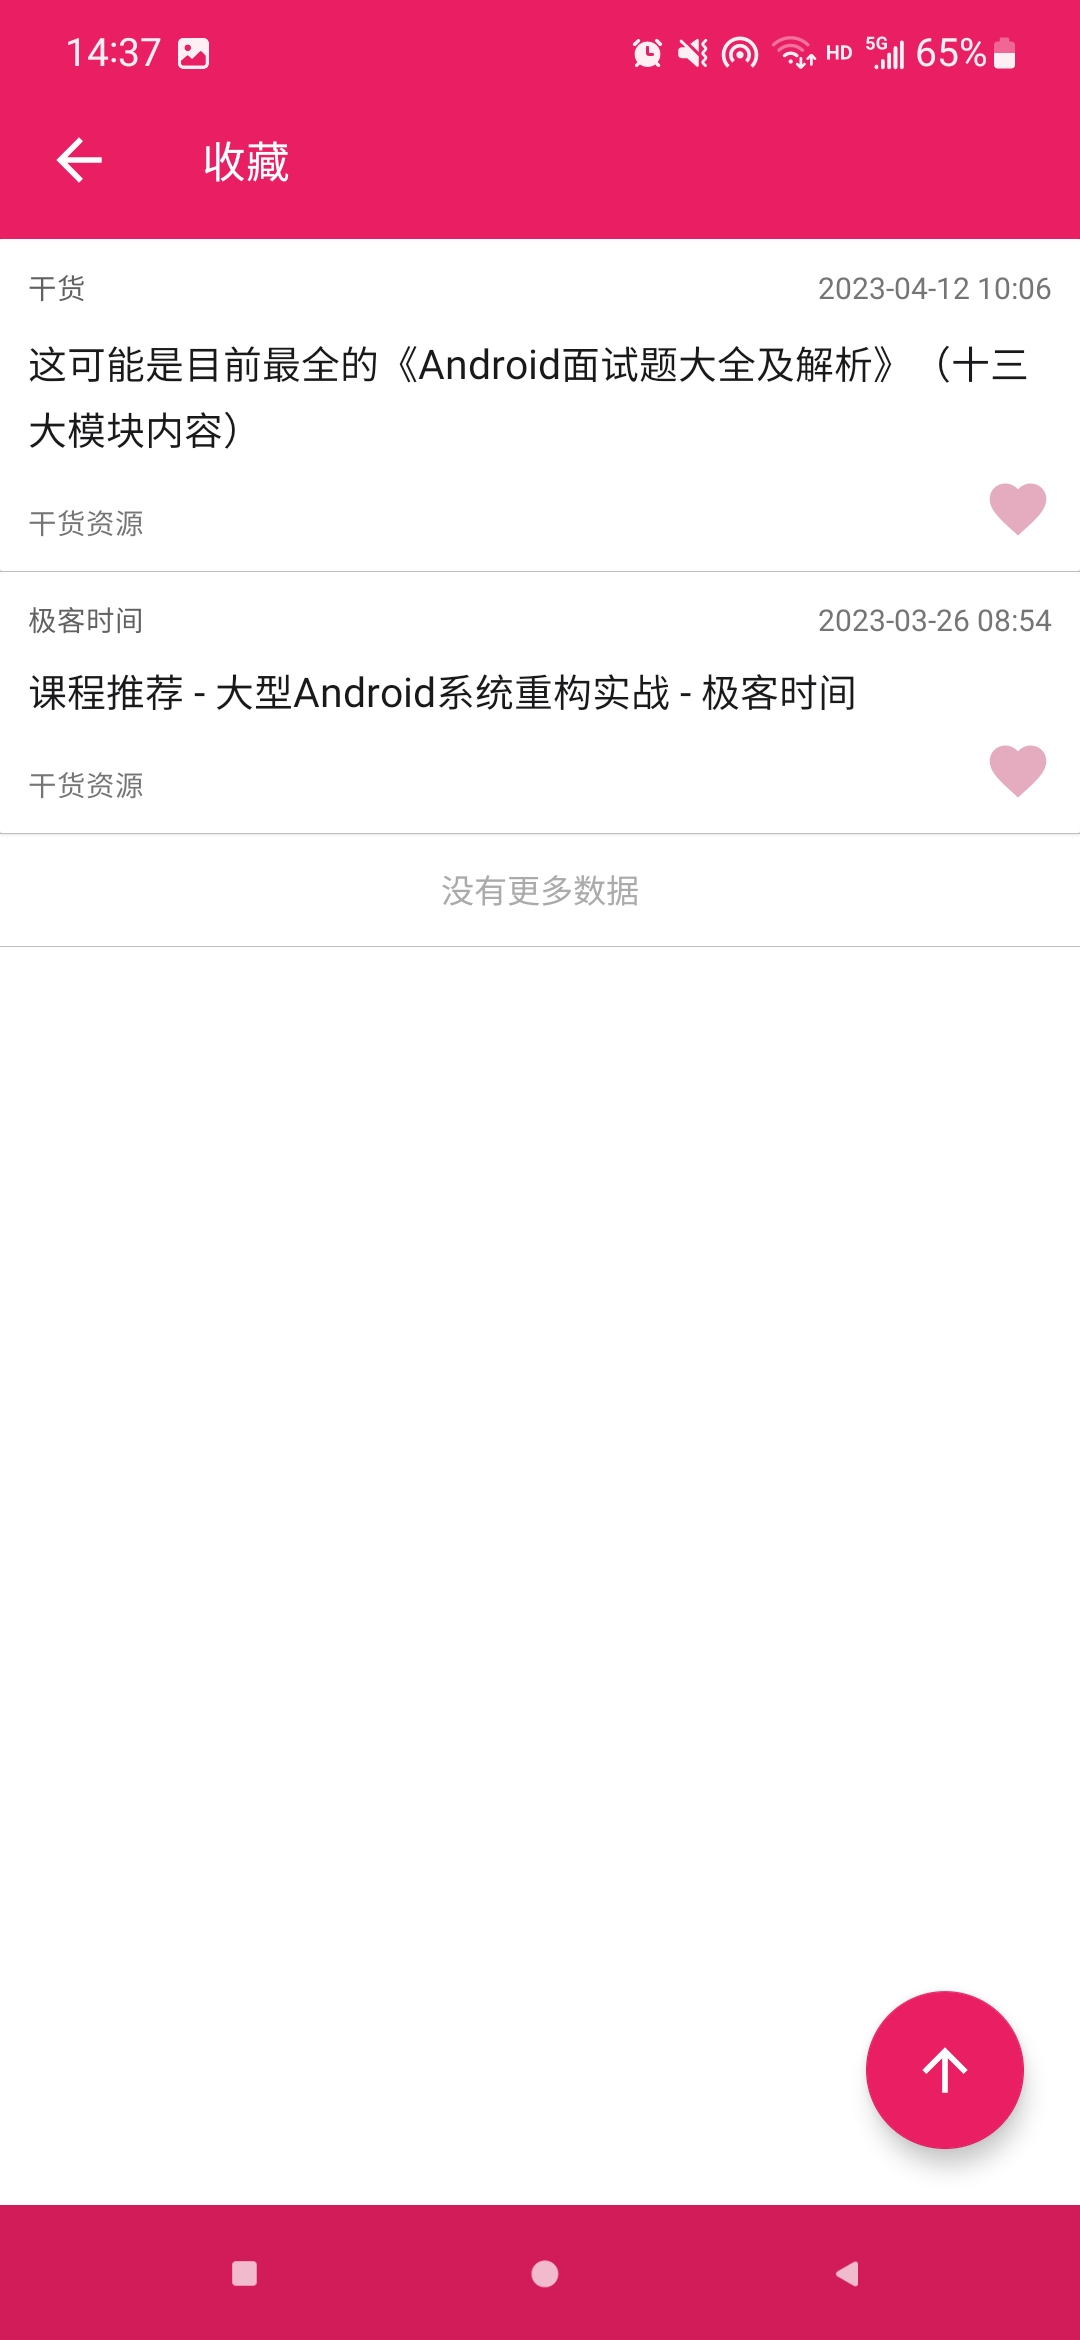 14:37 HD 5G 65%
收藏
干货 2023-04-12 10:06
这可能是目前最全的《Android面试题大全及解析》（十三
大模块内容）
干货资源
极客时间 2023-03-26 08:54
课程推荐 - 大型Android系统重构实战 - 极客时间
干货资源
没有更多数据